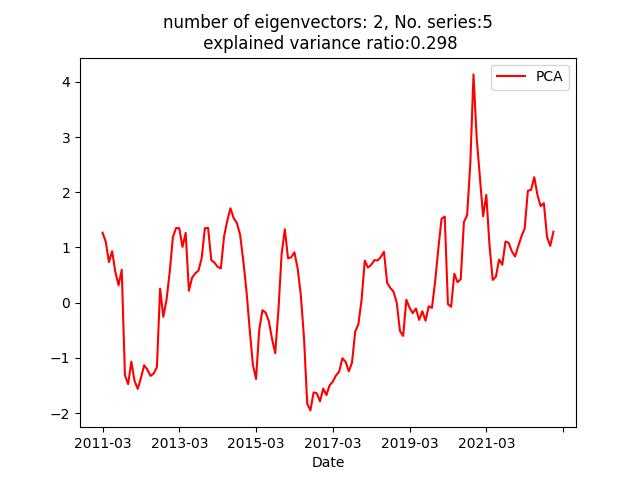 number of eigenvectors: 2, No. series:5
explained variance ratio:0.298
PCA
4
3
2
1
0
−1
−2
2011-03 2013-03 2015-03 2017-03 2019-03 2021-03
Date